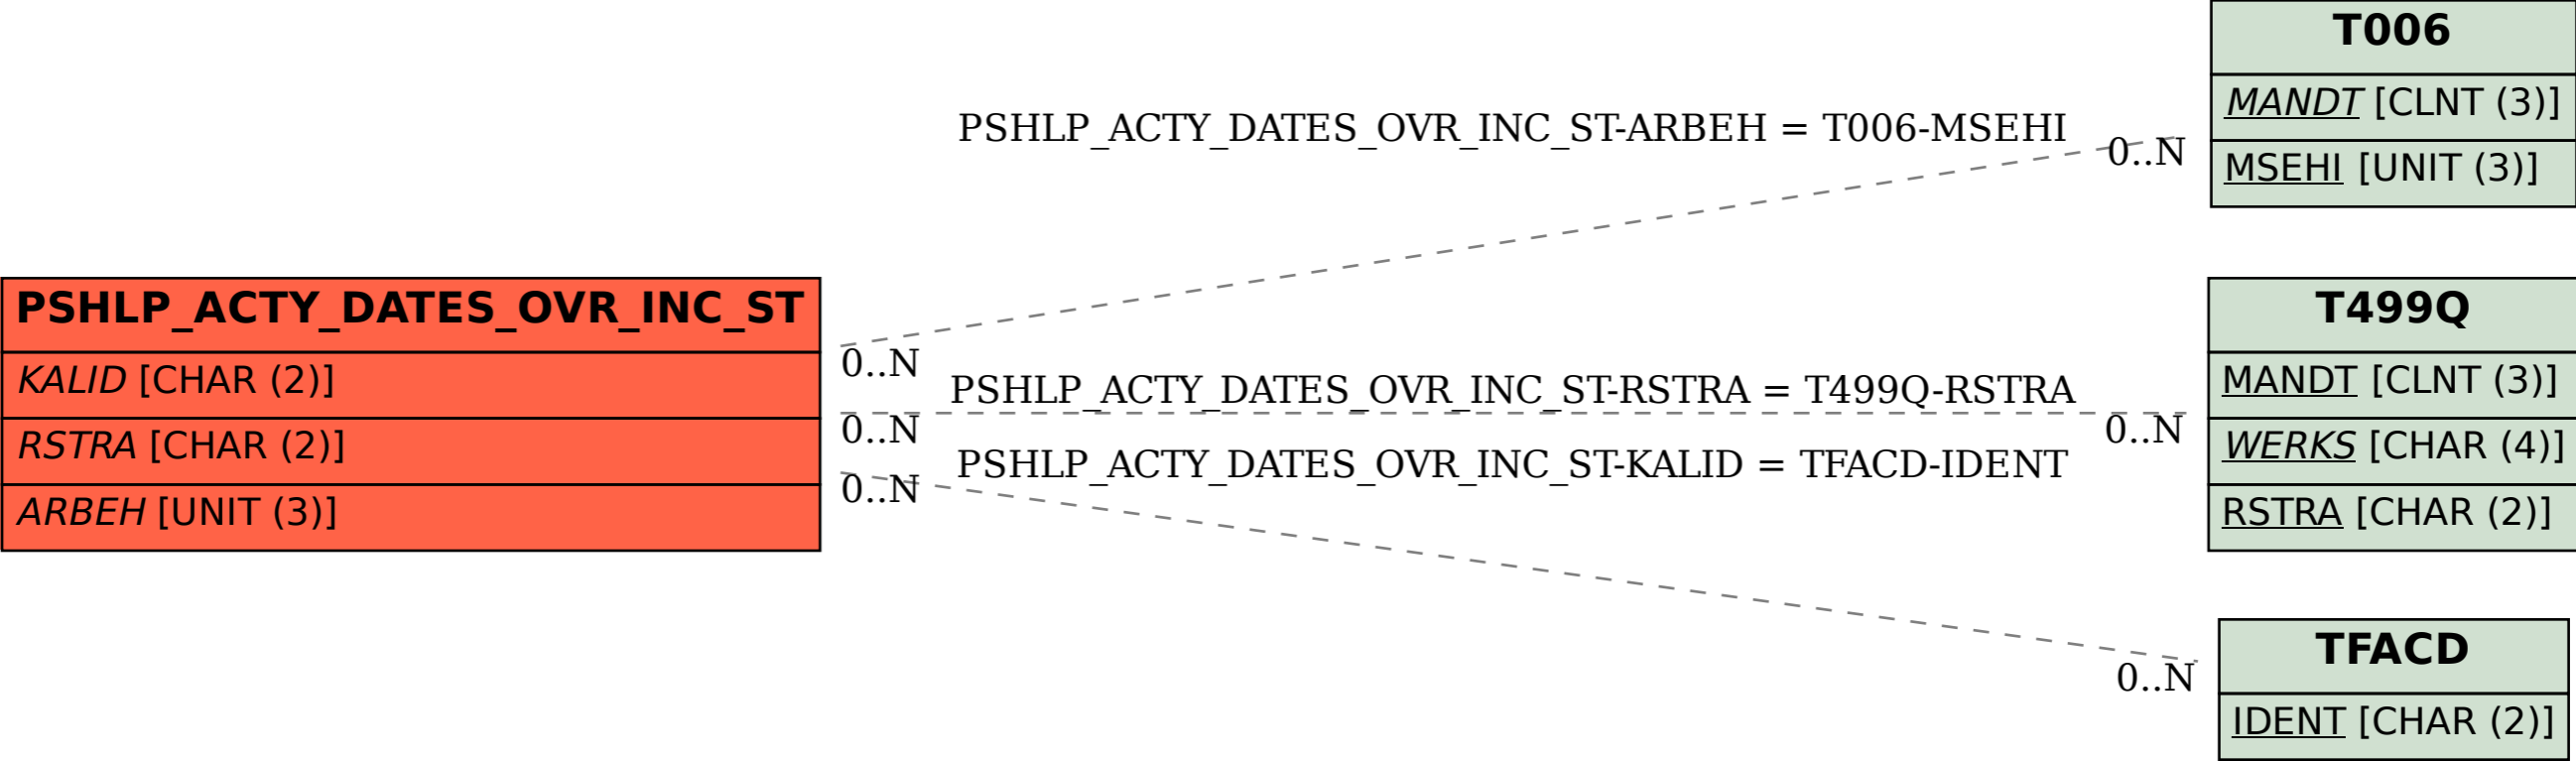 PSHLP_ACTY_DATES_OVR_INC_ST
KALID [CHAR (2)]
RSTRA [CHAR (2)]
ARBEH [UNIT (3)]
PSHLP_ACTY_DATES_OVR_INC_ST-ARBEH = T006-MSEHI
0..N
0..N
PSHLP_ACTY_DATES_OVR_INC_ST-RSTRA = T499Q-RSTRA
0..N
0..N
PSHLP_ACTY_DATES_OVR_INC_ST-KALID = TFACD-IDENT
0..N
0..N
T006
MANDT [CLNT (3)]
MSEHI [UNIT (3)]
T499Q
MANDT [CLNT (3)]
WERKS [CHAR (4)]
RSTRA [CHAR (2)]
TFACD
IDENT [CHAR (2)]